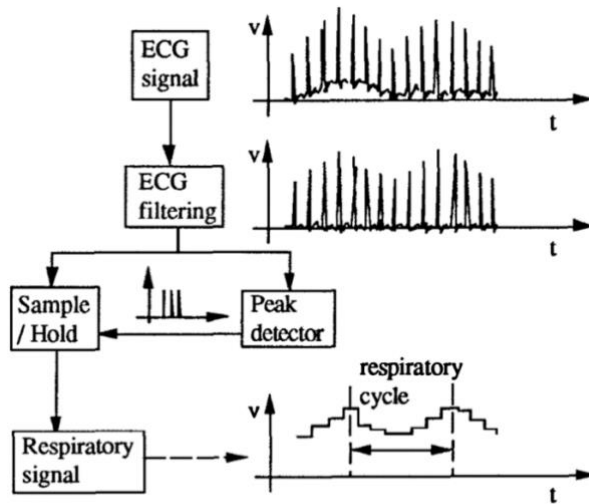 ECG
signal
v
t
ECG
filtering
v
t
Sample
/ Hold
Peak
detector
respiratory
cycle
v
Respiratory
signal
t